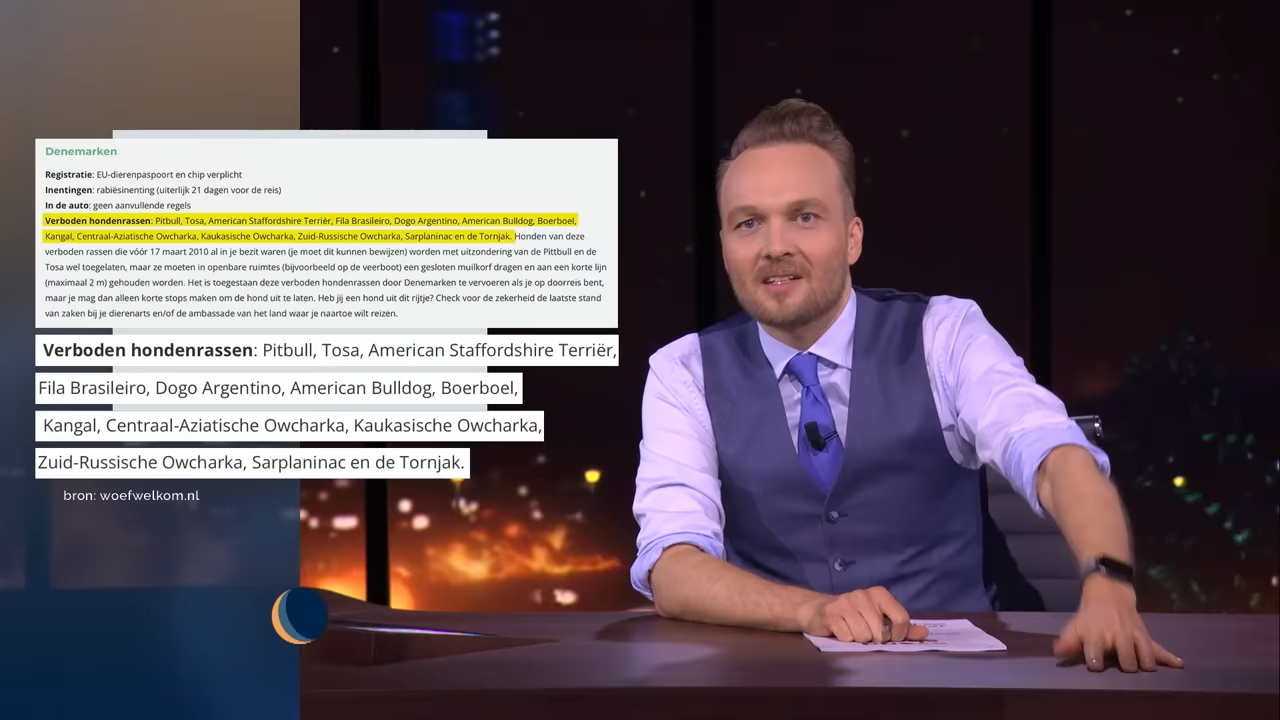 Denemarken
Registratie: EU-dierenpaspoort en chip verplicht
Inentingen: rabiësinenting (uiterlijk 21 dagen voor de reis)
In de auto: geen aanvullende regels
Verboden hondenrassen: Pitbull, Tosa, American Staffordshire Terriër, Fila Brasileiro, Dogo Argentino, American Bulldog, Boerboel,
Kangal, Centraal-Aziatische Owcharka, Kaukasische Owcharka, Zuid-Russische Owcharka, Sarplaninac en de Tornjak. Honden van deze
verboden rassen die vóór 17 maart 2010 al in je bezit waren (je moet dit kunnen bewijzen) worden met uitzondering van de Pittbull en de
Tosa wel toegelaten, maar ze moeten in openbare ruimtes (bijvoorbeeld op de veerboot) een gesloten muilkorf dragen en aan een korte lijn
(maximaal 2 m) gehouden worden. Het is toegestaan deze verboden hondenrassen door Denemarken te vervoeren als je op doorreis bent,
maar je mag dan alleen korte stops maken om de hond uit te laten. Heb jij een hond uit dit rijtje? Check voor de zekerheid de laatste stand
van zaken bij je dierenarts en/of de ambassade van het land waar je naartoe wilt reizen.
Verboden hondenrassen: Pitbull, Tosa, American Staffordshire Terriër,
Fila Brasileiro, Dogo Argentino, American Bulldog, Boerboel,
Kangal, Centraal-Aziatische Owcharka, Kaukasische Owcharka,
Zuid-Russische Owcharka, Sarplaninac en de Tornjak.
bron: woefwelkom.nl